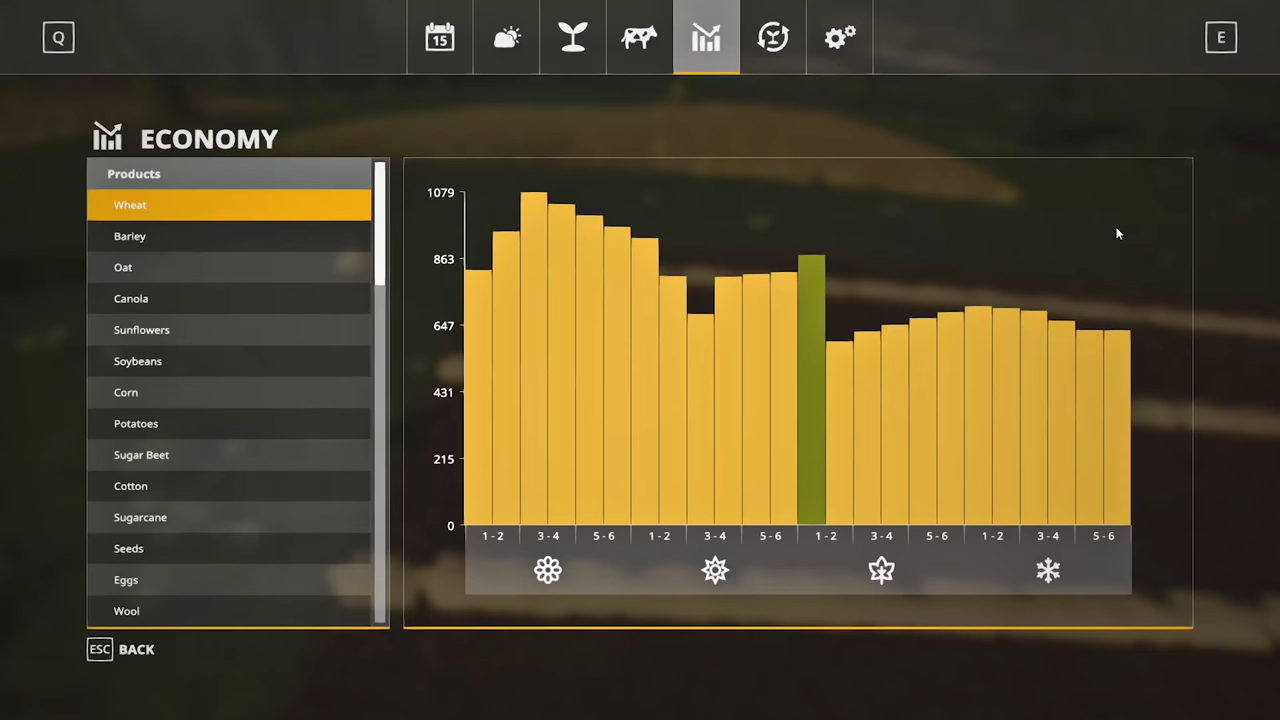 Q
15
E
ECONOMY
Products
Wheat
Barley
Oat
Canola
Sunflowers
Soybeans
Corn
Potatoes
Sugar Beet
Cotton
Sugarcane
Seeds
Eggs
Wool
1079
863
647
431
215
0
1 - 2 3 - 4 5 - 6 1 - 2 3 - 4 5 - 6 1 - 2 3 - 4 5 - 6 1 - 2 3 - 4 5 - 6
ESC BACK